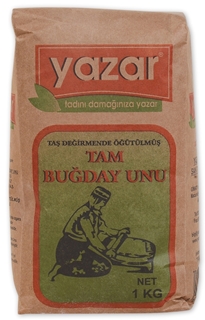 yazar
tadını damağınıza yazar
TAŞ DEĞİRMENDE ÖĞÜTÜLMÜŞ
TAM
BUĞDAY UNU
NET
1 KG